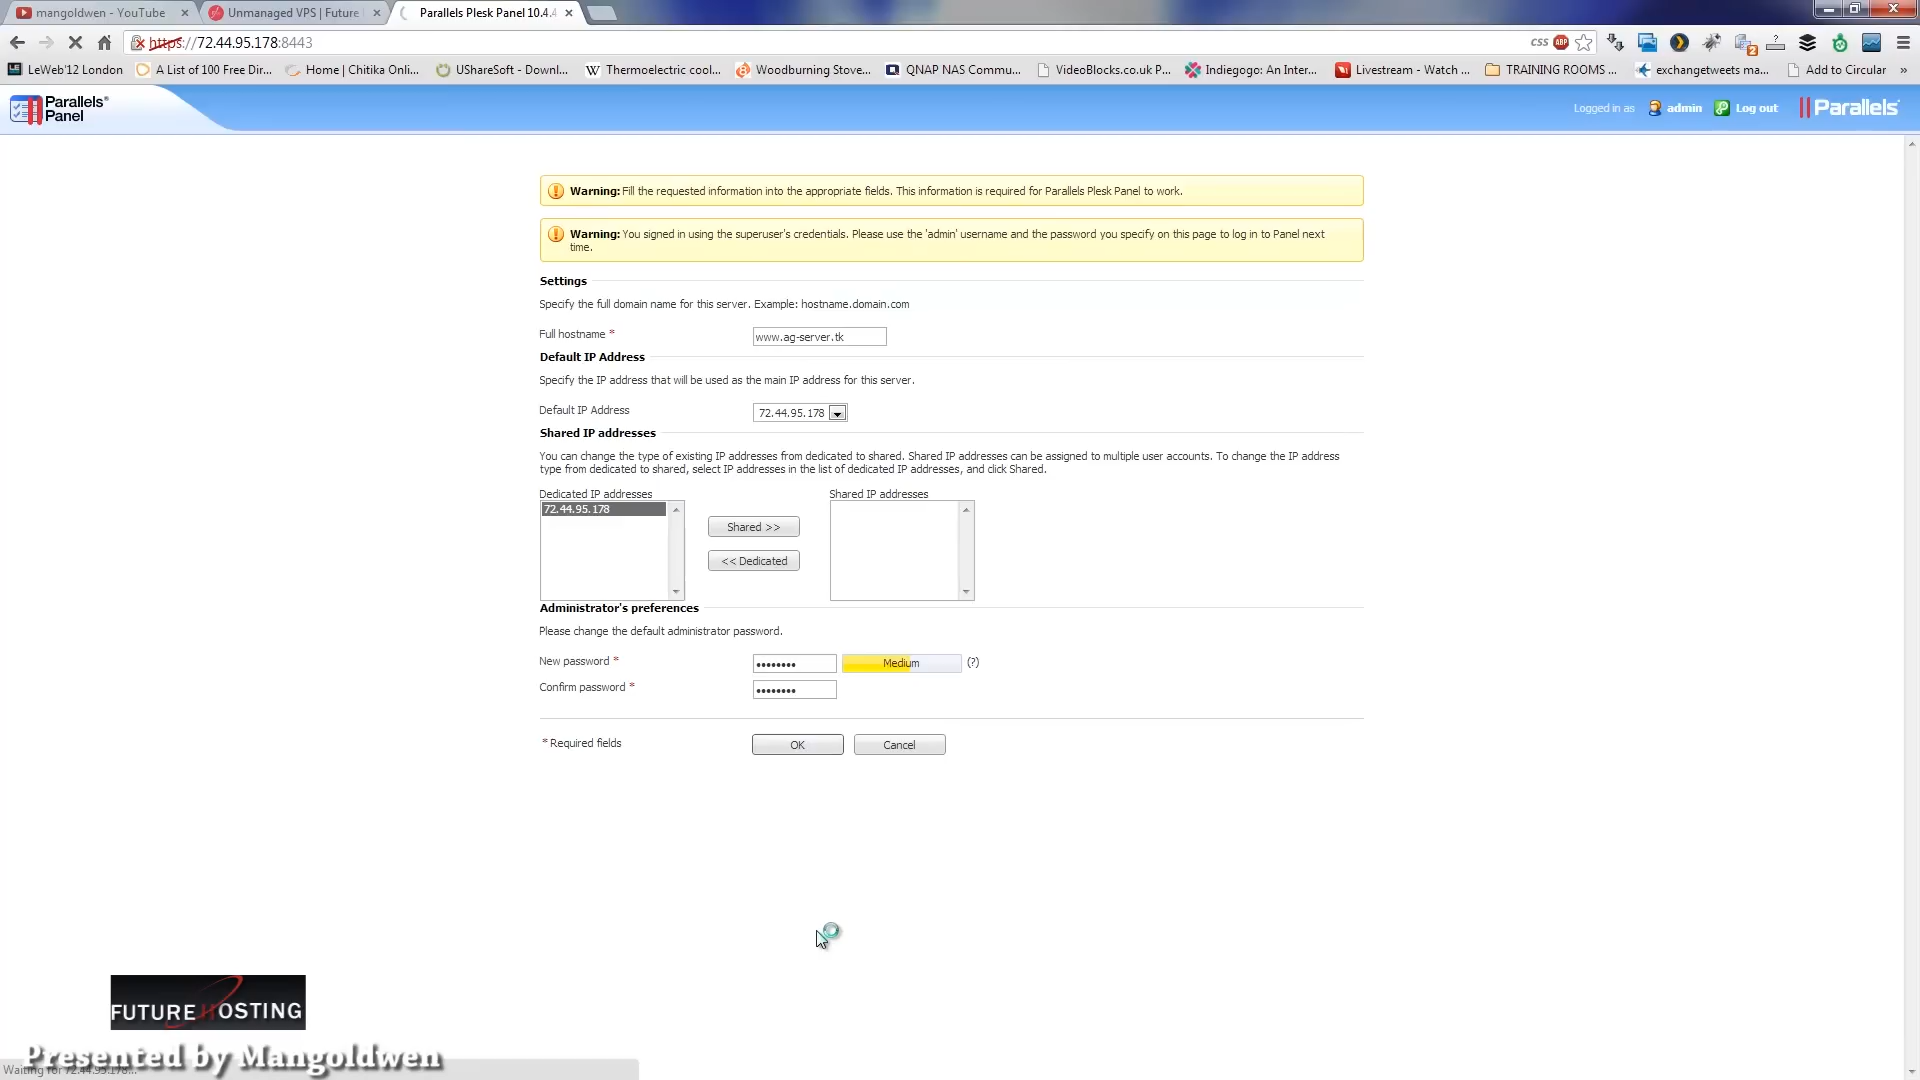 mangoldwen - YouTube
Unmanaged VPS | Future
Parallels Plesk Panel 10.4.4
https://72.44.95.178:8443
CSS
ABP
LeWeb'12 London
A List of 100 Free Dir...
Home | Chitika Onli...
UShareSoft - Downl...
W Thermoelectric cool...
Woodburning Stove...
QNAP NAS Commu...
VideoBlocks.co.uk P...
Indiegogo: An Inter...
Livestream - Watch ...
TRAINING ROOMS ...
exchangetweets ma...
Add to Circular
»
Parallels®
Panel
Logged in as
admin
Log out
Parallels
Warning: Fill the requested information into the appropriate fields. This information is required for Parallels Plesk Panel to work.
Warning: You signed in using the superuser's credentials. Please use the 'admin' username and the password you specify on this page to log in to Panel next
time.
Settings
Specify the full domain name for this server. Example: hostname.domain.com
Full hostname *
www.ag-server.tk
Default IP Address
Specify the IP address that will be used as the main IP address for this server.
Default IP Address
72.44.95.178
Shared IP addresses
You can change the type of existing IP addresses from dedicated to shared. Shared IP addresses can be assigned to multiple user accounts. To change the IP address
type from dedicated to shared, select IP addresses in the list of dedicated IP addresses, and click Shared.
Dedicated IP addresses
Shared IP addresses
72.44.95.178
Shared >>
<< Dedicated
Administrator's preferences
Please change the default administrator password.
New password *
••••••••
Medium
(?)
Confirm password *
••••••••
* Required fields
OK
Cancel
FUTURE HOSTING
Presented by Mangoldwen
Waiting for 72.44.95.178...